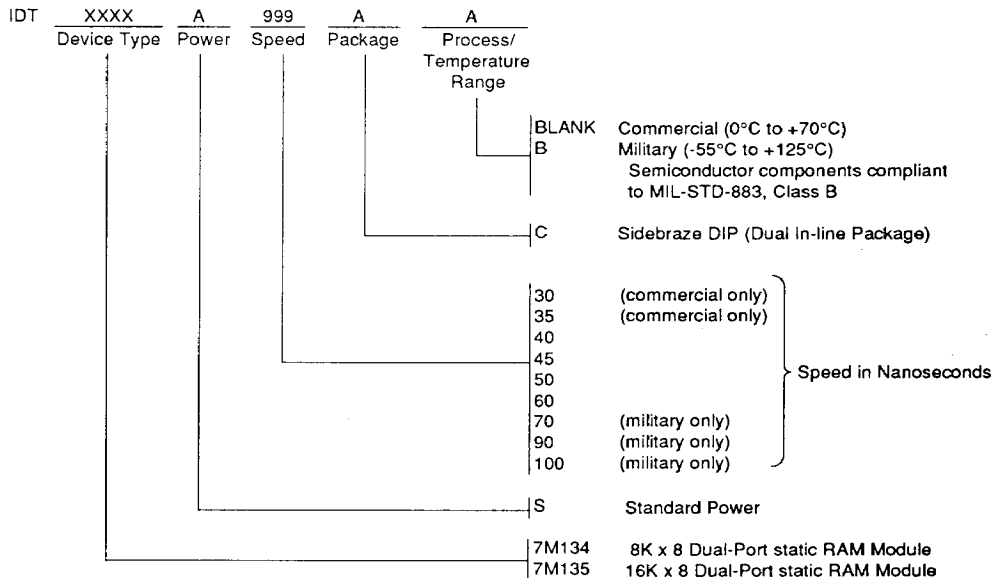 IDT XXXX A 999 A A
Device Type Power Speed Package Process/
Temperature
Range
BLANK Commercial (0°C to +70°C)
B Military (-55°C to +125°C)
Semiconductor components compliant
to MIL-STD-883, Class B
C Sidebraze DIP (Dual In-line Package)
30 (commercial only)
35 (commercial only)
40
45
Speed in Nanoseconds
50
60
70 (military only)
90 (military only)
100 (military only)
S Standard Power
7M134 8K x 8 Dual-Port static RAM Module
7M135 16K x 8 Dual-Port static RAM Module